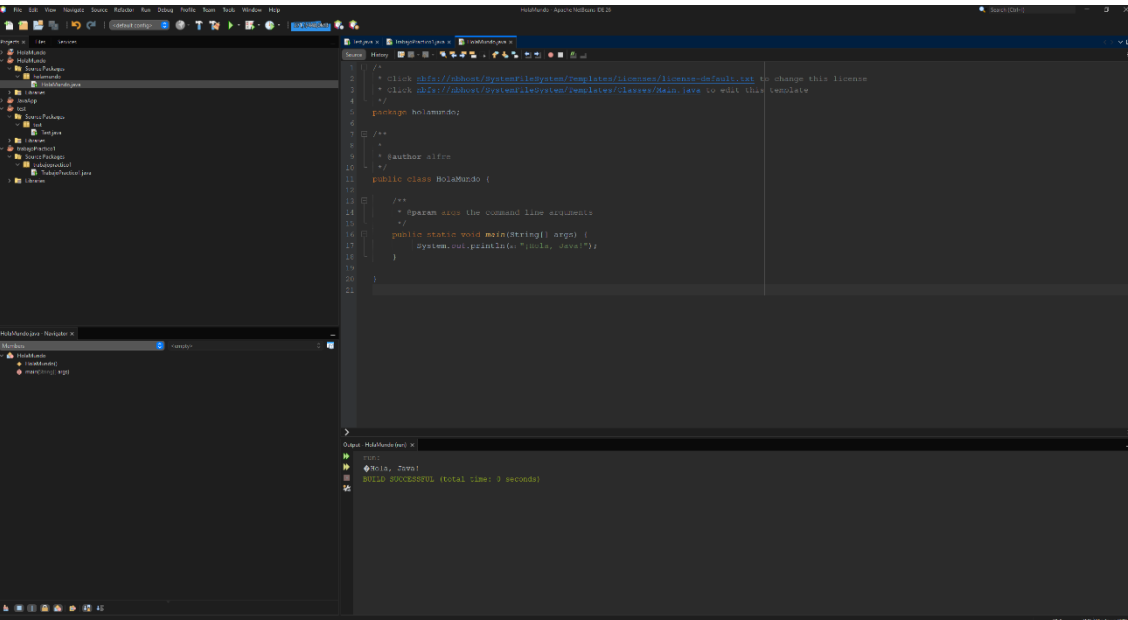 File Edit View Navigate Source Refactor Run Debug Profile Team Tools Window Help
HolaMundo - Apache NetBeans IDE 26
Search (Ctrl+I)
<default config>
Projects × Files Services
HolaMundo
HolaMundo
Source Packages
holamundo
HolaMundo.java
Libraries
JavaApp
test
Source Packages
test
Test.java
Libraries
trabajoPractico1
Source Packages
trabajopractico1
TrabajoPractico1.java
Libraries
Test.java × TrabajoPractico1.java × HolaMundo.java ×
Source History
1 /*
2 * Click nbfs://nbhost/SystemFileSystem/Templates/Licenses/license-default.txt to change this license
3 * Click nbfs://nbhost/SystemFileSystem/Templates/Classes/Main.java to edit this template
4 */
5 package holamundo;
6
7 /**
8 *
9 * @author alfre
10 */
11 public class HolaMundo {
12
13 /**
14 * @param args the command line arguments
15 */
16 public static void main(String[] args) {
17 System.out.println("¡Hola, Java!");
18 }
19
20 }
21
HolaMundo.java - Navigator ×
Members <empty>
HolaMundo
HolaMundo()
main(String[] args)
Output - HolaMundo (run) ×
run:
�Hola, Java!
BUILD SUCCESSFUL (total time: 0 seconds)